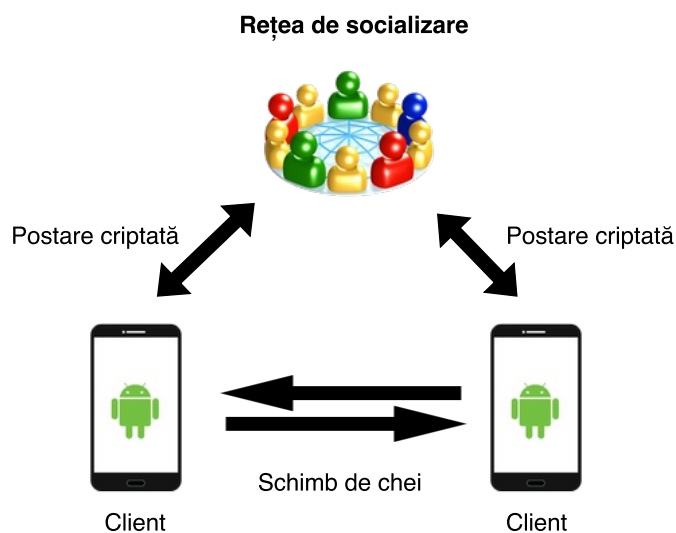 Rețea de socializare
Postare criptată
Postare criptată
Schimb de chei
Client
Client